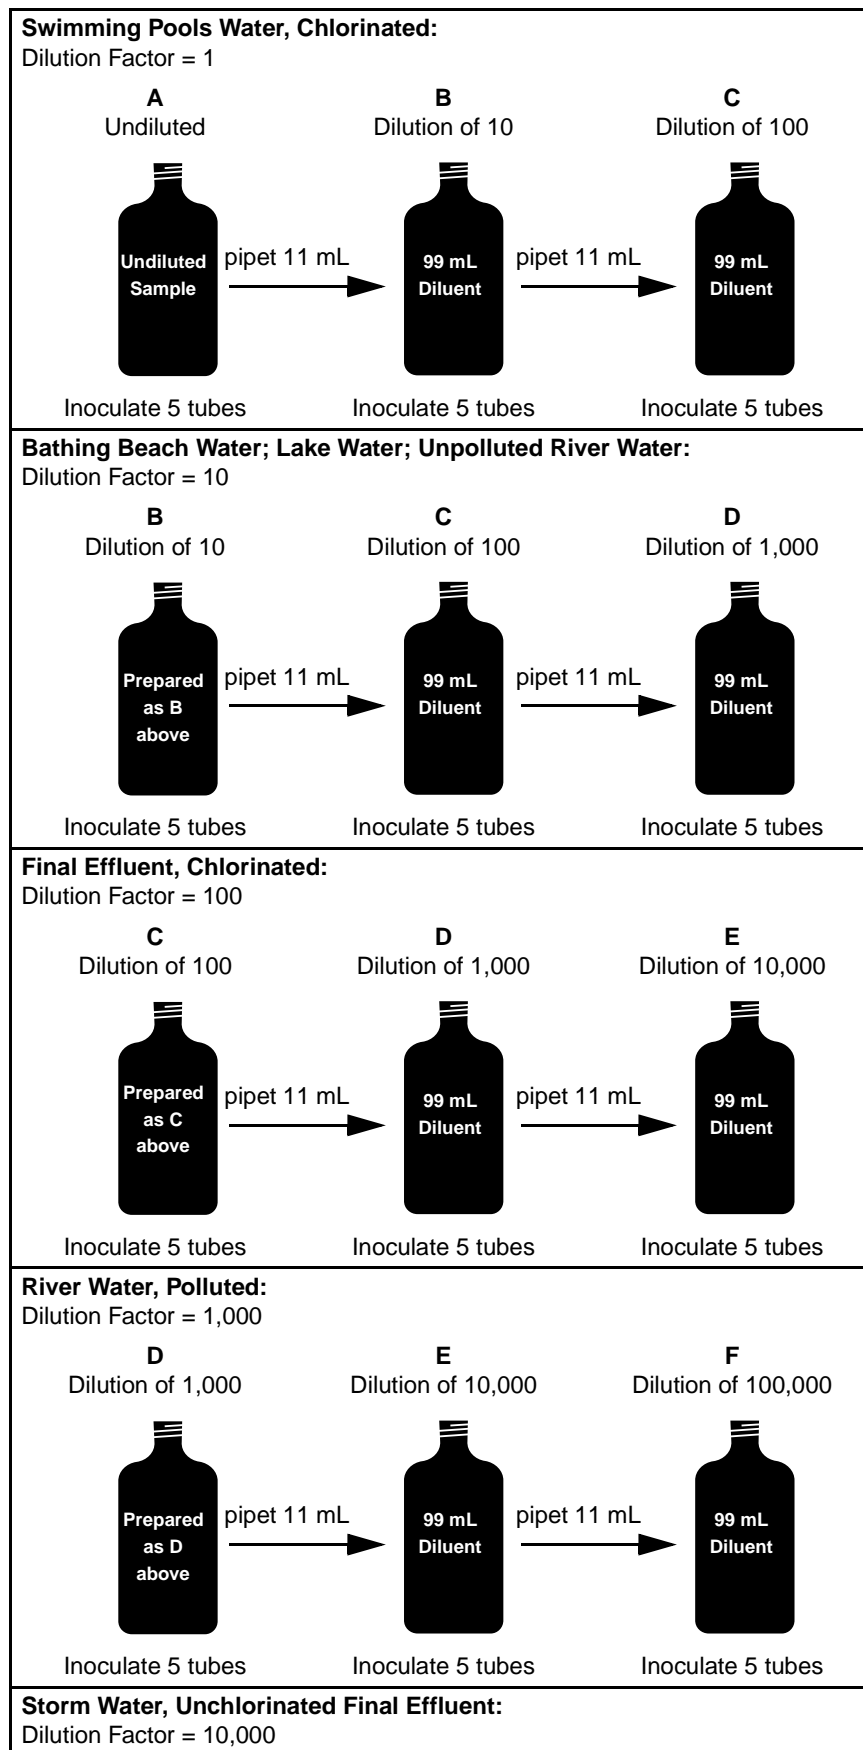 Swimming Pools Water, Chlorinated:
Dilution Factor = 1
A
Undiluted
B
Dilution of 10
C
Dilution of 100
Undiluted
Sample
pipet 11 mL
99 mL
Diluent
pipet 11 mL
99 mL
Diluent
Inoculate 5 tubes
Inoculate 5 tubes
Inoculate 5 tubes
Bathing Beach Water; Lake Water; Unpolluted River Water:
Dilution Factor = 10
B
Dilution of 10
C
Dilution of 100
D
Dilution of 1,000
Prepared
as B
above
pipet 11 mL
99 mL
Diluent
pipet 11 mL
99 mL
Diluent
Inoculate 5 tubes
Inoculate 5 tubes
Inoculate 5 tubes
Final Effluent, Chlorinated:
Dilution Factor = 100
C
Dilution of 100
D
Dilution of 1,000
E
Dilution of 10,000
Prepared
as C
above
pipet 11 mL
99 mL
Diluent
pipet 11 mL
99 mL
Diluent
Inoculate 5 tubes
Inoculate 5 tubes
Inoculate 5 tubes
River Water, Polluted:
Dilution Factor = 1,000
D
Dilution of 1,000
E
Dilution of 10,000
F
Dilution of 100,000
Prepared
as D
above
pipet 11 mL
99 mL
Diluent
pipet 11 mL
99 mL
Diluent
Inoculate 5 tubes
Inoculate 5 tubes
Inoculate 5 tubes
Storm Water, Unchlorinated Final Effluent:
Dilution Factor = 10,000